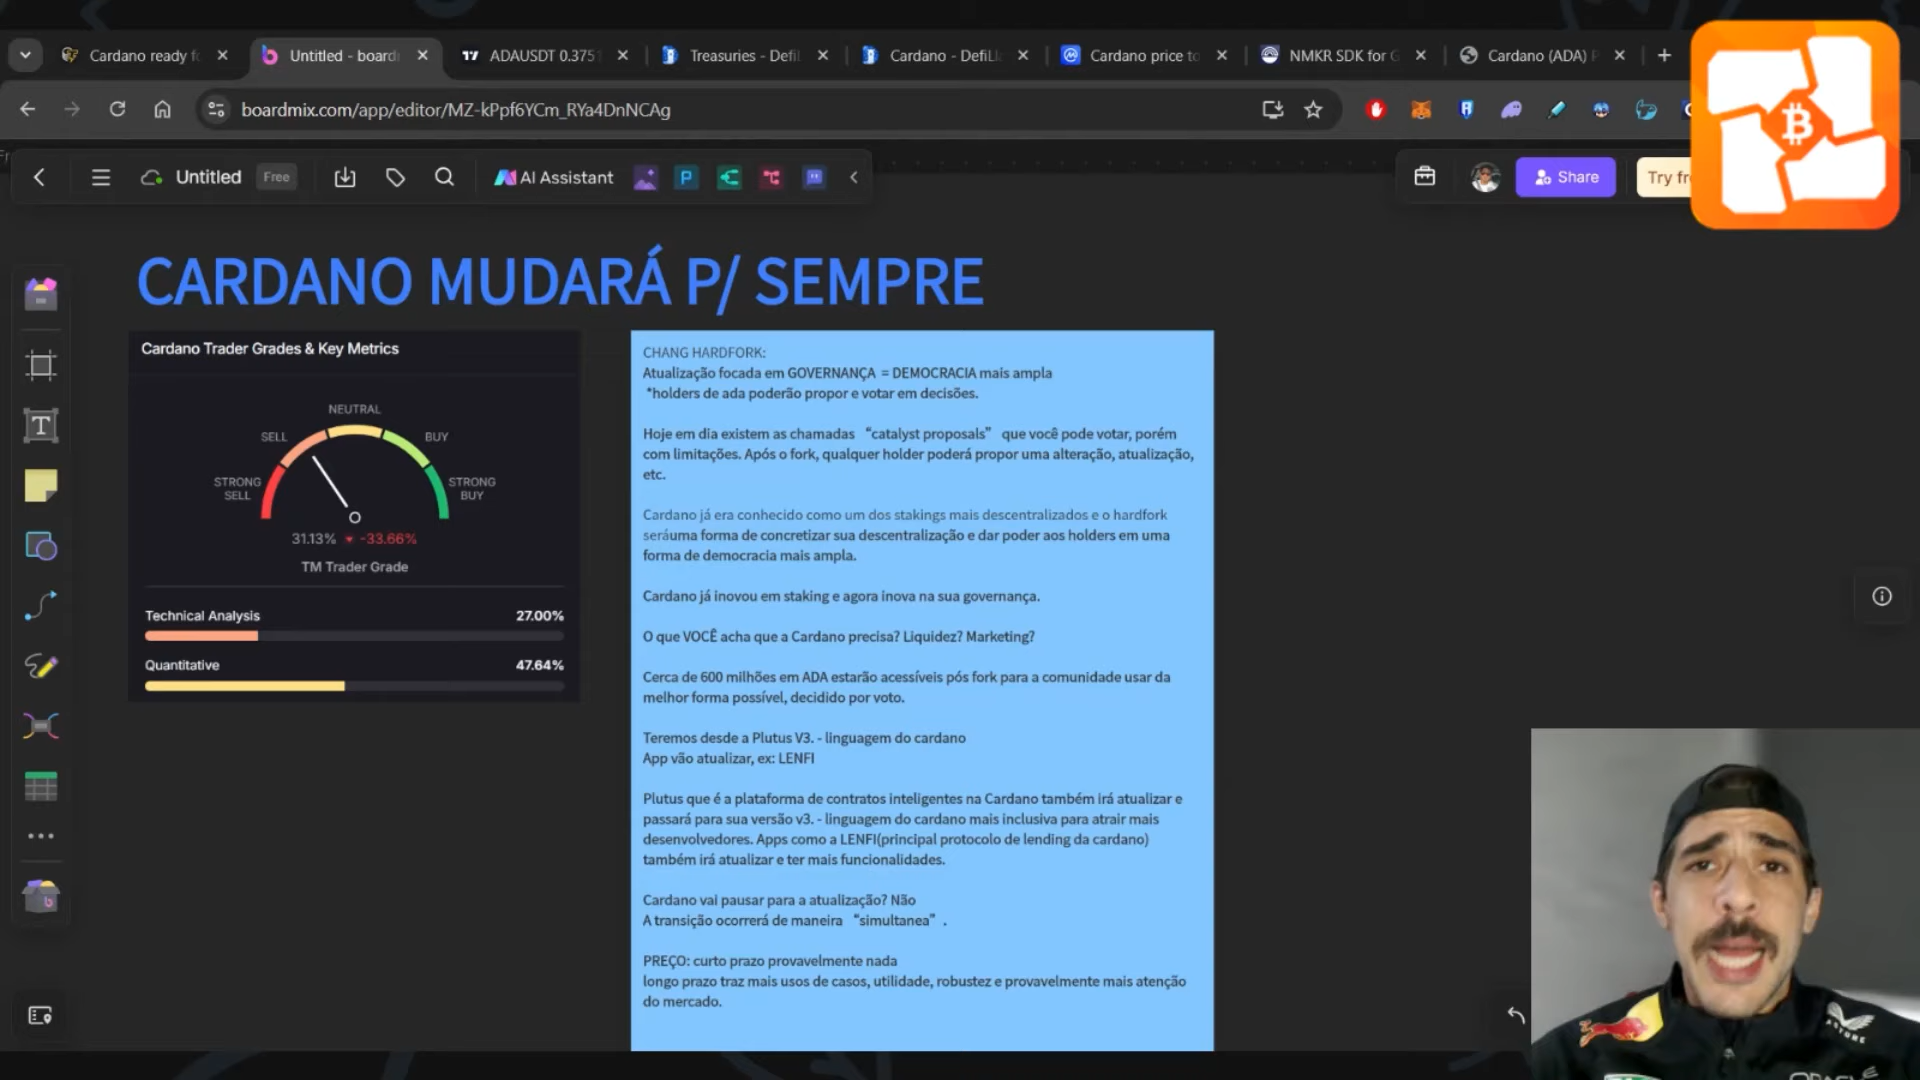 Cardano ready fo
Untitled - board
ADAUSDT 0.375
Treasuries - Defil
Cardano - DefiLl
Cardano price to
NMKR SDK for G
Cardano (ADA) P
boardmix.com/app/editor/MZ-kPpf6YCm_RYa4DnNCAg
Untitled
Free
AI Assistant
Share
Try fr
CARDANO MUDARÁ P/ SEMPRE
Cardano Trader Grades & Key Metrics
NEUTRAL
SELL
BUY
STRONG
SELL
STRONG
BUY
31.13% ▼ -33.66%
TM Trader Grade
Technical Analysis 27.00%
Quantitative 47.64%
CHANG HARDFORK:
Atualização focada em GOVERNANÇA = DEMOCRACIA mais ampla
*holders de ada poderão propor e votar em decisões.
Hoje em dia existem as chamadas “catalyst proposals” que você pode votar, porém
com limitações. Após o fork, qualquer holder poderá propor uma alteração, atualização,
etc.
Cardano já era conhecido como um dos stakings mais descentralizados e o hardfork
seráuma forma de concretizar sua descentralização e dar poder aos holders em uma
forma de democracia mais ampla.
Cardano já inovou em staking e agora inova na sua governança.
O que VOCÊ acha que a Cardano precisa? Liquidez? Marketing?
Cerca de 600 milhões em ADA estarão acessíveis pós fork para a comunidade usar da
melhor forma possível, decidido por voto.
Teremos desde a Plutus V3. - linguagem do cardano
App vão atualizar, ex: LENFI
Plutus que é a plataforma de contratos inteligentes na Cardano também irá atualizar e
passará para sua versão v3. - linguagem do cardano mais inclusiva para atrair mais
desenvolvedores. Apps como a LENFI(principal protocolo de lending da cardano)
também irá atualizar e ter mais funcionalidades.
Cardano vai pausar para a atualização? Não
A transição ocorrerá de maneira “simultanea” .
PREÇO: curto prazo provavelmente nada
longo prazo traz mais usos de casos, utilidade, robustez e provavelmente mais atenção
do mercado.
ORACLE